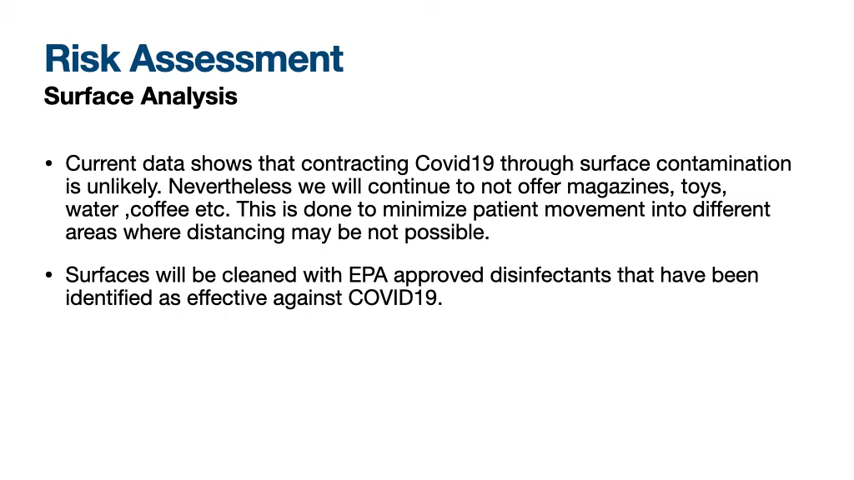 Risk Assessment
Surface Analysis
• Current data shows that contracting Covid19 through surface contamination
is unlikely. Nevertheless we will continue to not offer magazines, toys,
water ,coffee etc. This is done to minimize patient movement into different
areas where distancing may be not possible.
• Surfaces will be cleaned with EPA approved disinfectants that have been
identified as effective against COVID19.